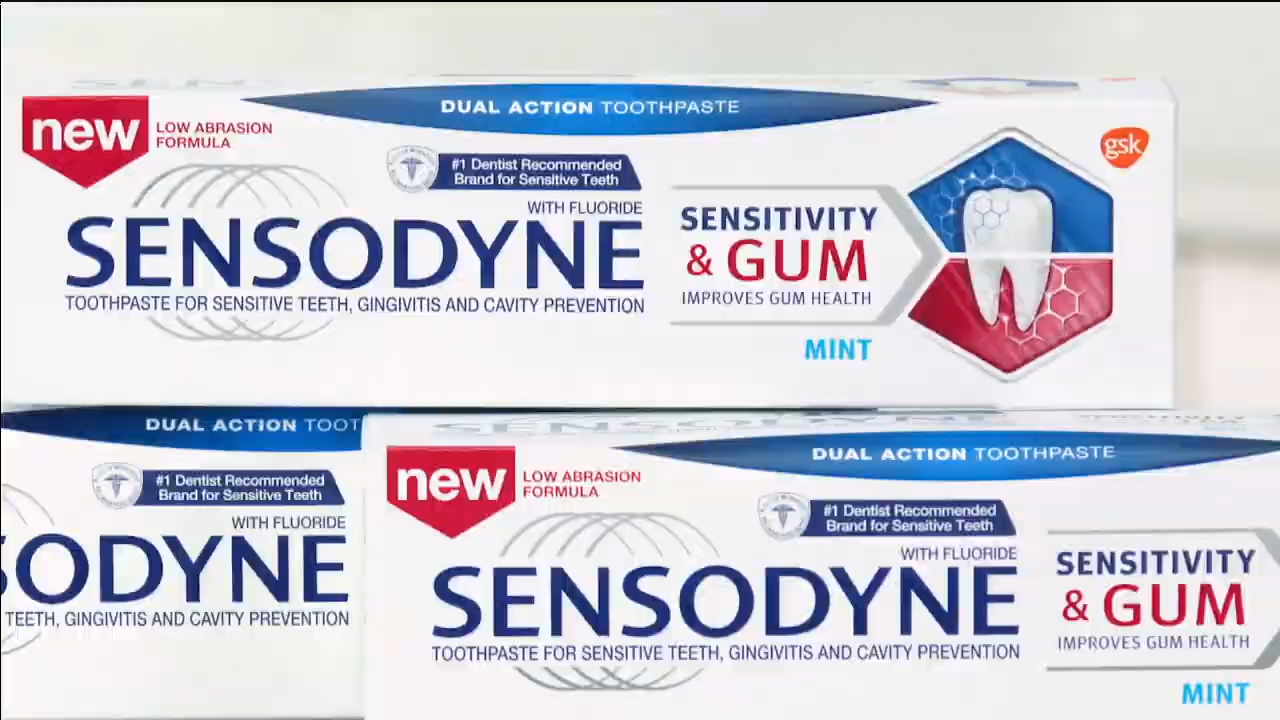 DUAL ACTION TOOTHPASTE
new
LOW ABRASION
FORMULA
gsk
#1 Dentist Recommended
Brand for Sensitive Teeth
WITH FLUORIDE
SENSODYNE
TOOTHPASTE FOR SENSITIVE TEETH, GINGIVITIS AND CAVITY PREVENTION
SENSITIVITY
& GUM
IMPROVES GUM HEALTH
MINT
DUAL ACTION TOOT
#1 Dentist Recommended
Brand for Sensitive Teeth
WITH FLUORIDE
SODYNE
TEETH, GINGIVITIS AND CAVITY PREVENTION
DUAL ACTION TOOTHPASTE
new
LOW ABRASION
FORMULA
#1 Dentist Recommended
Brand for Sensitive Teeth
WITH FLUORIDE
SENSODYNE
TOOTHPASTE FOR SENSITIVE TEETH, GINGIVITIS AND CAVITY PREVENTION
SENSITIVITY
& GUM
IMPROVES GUM HEALTH
MINT